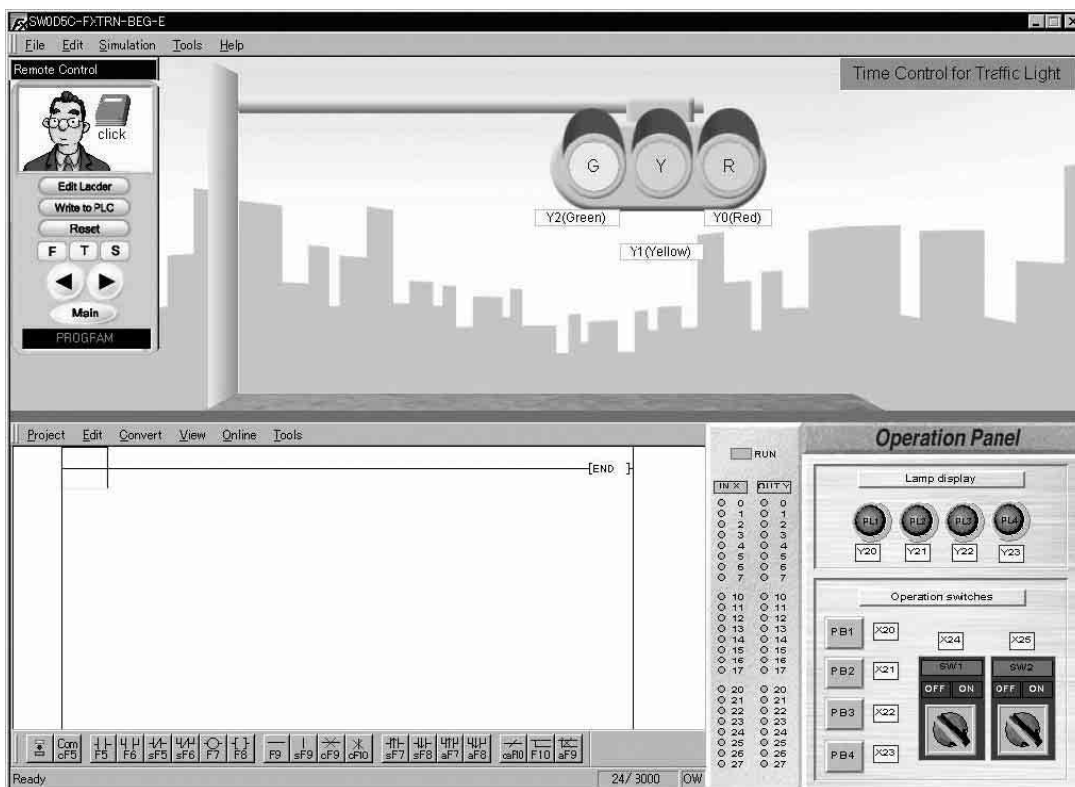 SW0D5C-FXTRN-BEG-E
File Edit Simulation Tools Help
Remote Control
Time Control for Traffic Light
click
Edit Ladder
Write to PLC
Reset
F T S
Main
PROGRAM
G Y R
Y2(Green) Y0(Red)
Y1(Yellow)
Project Edit Convert View Online Tools
[END ]
RUN
IN X OUT Y
0 0
1 1
2 2
3 3
4 4
5 5
6 6
7 7
10 10
11 11
12 12
13 13
14 14
15 15
16 16
17 17
20 20
21 21
22 22
23 23
24 24
25 25
26 26
27 27
Operation Panel
Lamp display
PL1 PL2 PL3 PL4
Y20 Y21 Y22 Y23
Operation switches
PB1 X20
PB2 X21
PB3 X22
PB4 X23
X24 X25
SW1 SW2
OFF ON OFF ON
Com
cF5 F5 F6 sF5 sF6 F7 F8 F9 sF9 cF9 cF10 sF7 sF8 aF7 aF8 caF10 F10 aF9
Ready 24/ 8000 OW